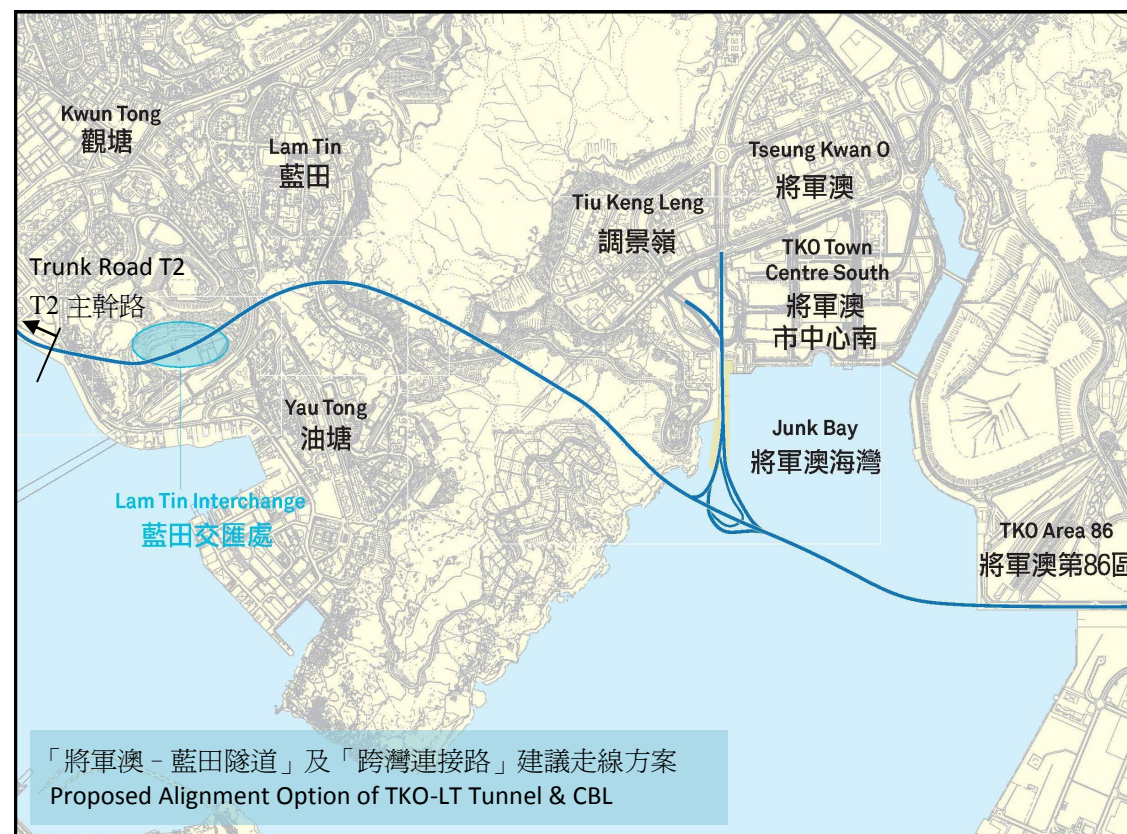 Kwun Tong
觀塘
Lam Tin
藍田
Tseung Kwan O
將軍澳
Tiu Keng Leng
調景嶺
TKO Town
Centre South
將軍澳
市中心南
Trunk Road T2
T2 主幹路
Yau Tong
油塘
Junk Bay
將軍澳海灣
Lam Tin Interchange
藍田交匯處
TKO Area 86
將軍澳第86區
「將軍澳－藍田隧道」及「跨灣連接路」建議走線方案
Proposed Alignment Option of TKO-LT Tunnel & CBL